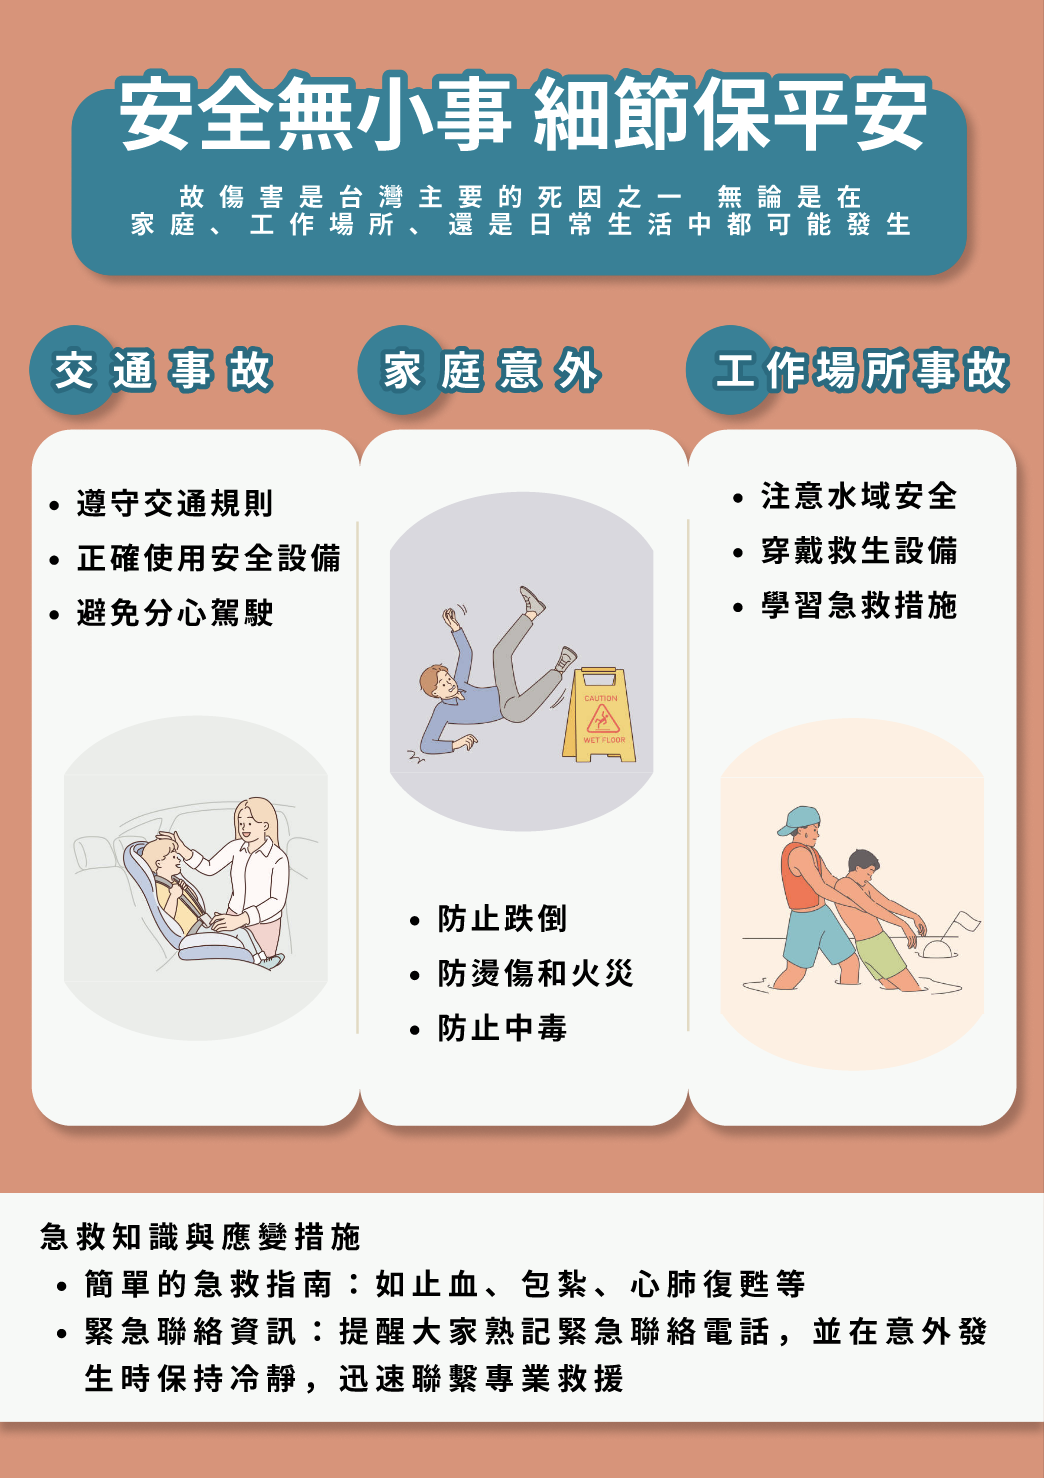 安全無小事 細節保平安
故傷害是台灣主要的死因之一 無論是在
家庭、工作場所、還是日常生活中都可能發生
交通事故
遵守交通規則
正確使用安全設備
避免分心駕駛
家庭意外
CAUTION
WET FLOOR
防止跌倒
防燙傷和火災
防止中毒
工作場所事故
注意水域安全
穿戴救生設備
學習急救措施
急救知識與應變措施
簡單的急救指南：如止血、包紮、心肺復甦等
緊急聯絡資訊：提醒大家熟記緊急聯絡電話，並在意外發
生時保持冷靜，迅速聯繫專業救援